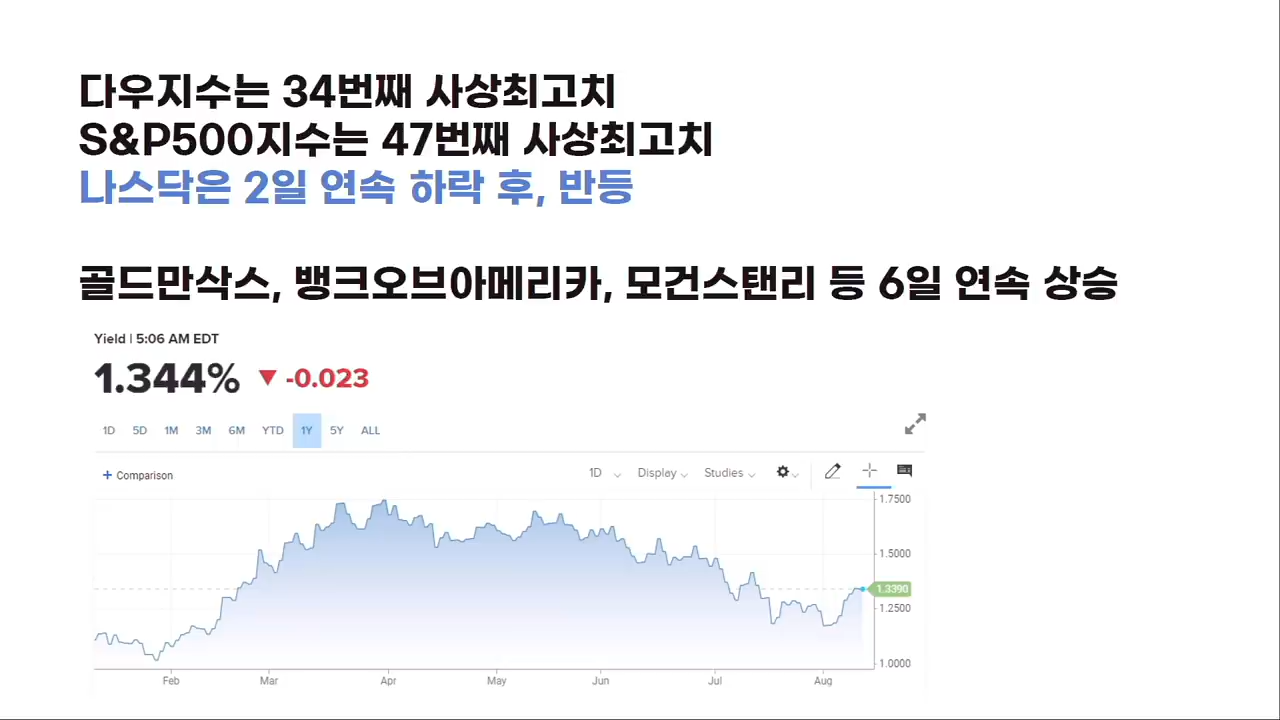 다우지수는 34번째 사상최고치
S&P500지수는 47번째 사상최고치
나스닥은 2일 연속 하락 후, 반등
골드만삭스, 뱅크오브아메리카, 모건스탠리 등 6일 연속 상승
Yield | 5:06 AM EDT
1.344% ▼ -0.023
1D 5D 1M 3M 6M YTD 1Y 5Y ALL
+ Comparison 1D Display Studies
1.7500
1.5000
1.3390
1.2500
1.0000
Feb Mar Apr May Jun Jul Aug